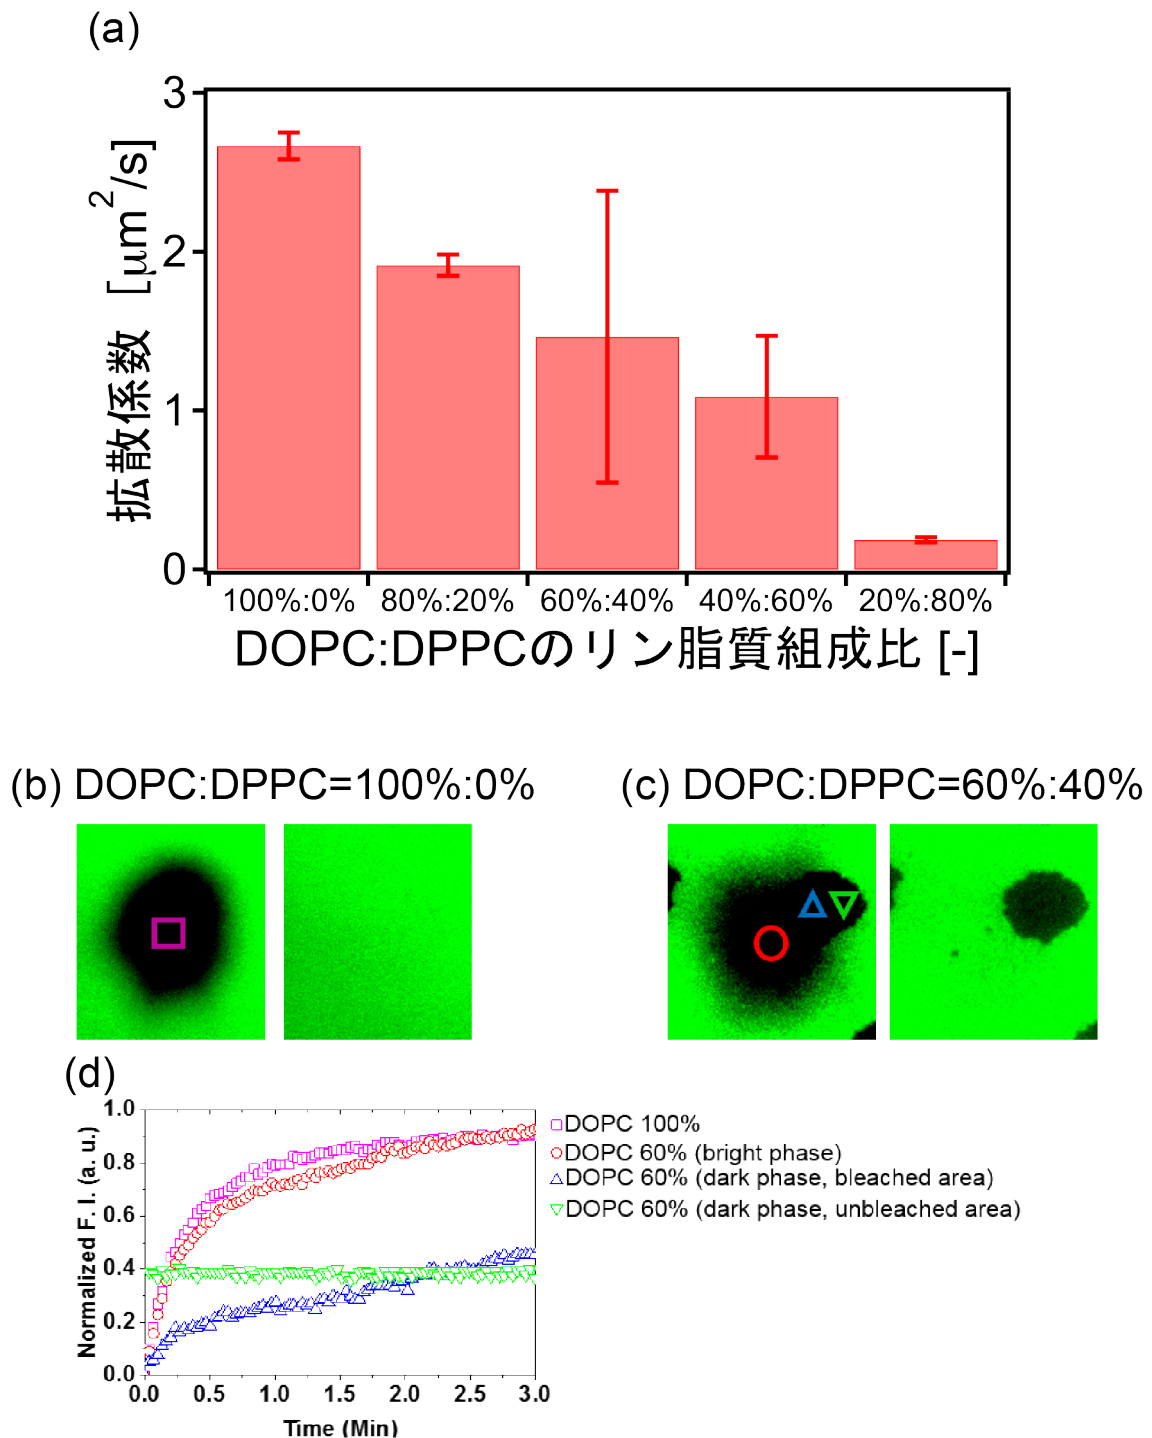 (a)
3
2
1
0
拡散係数 [μm²/s]
100%:0% 80%:20% 60%:40% 40%:60% 20%:80%
DOPC:DPPCのリン脂質組成比 [-]
(b) DOPC:DPPC=100%:0%
(c) DOPC:DPPC=60%:40%
(d)
1.0
0.8
0.6
0.4
0.2
0.0
Normalized F. I. (a. u.)
0.0 0.5 1.0 1.5 2.0 2.5 3.0
Time (Min)
DOPC 100%
DOPC 60% (bright phase)
DOPC 60% (dark phase, bleached area)
DOPC 60% (dark phase, unbleached area)